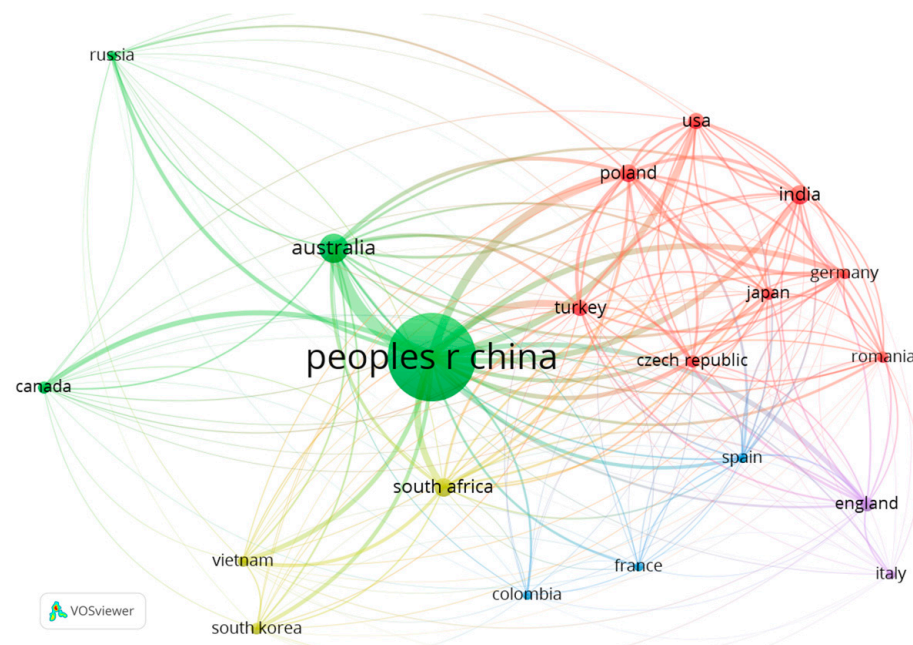 russia
usa
poland
india
australia
germany
japan
turkey
peoples r china
czech republic
romania
canada
spain
south africa
england
vietnam
france
italy
colombia
VOSviewer
south korea